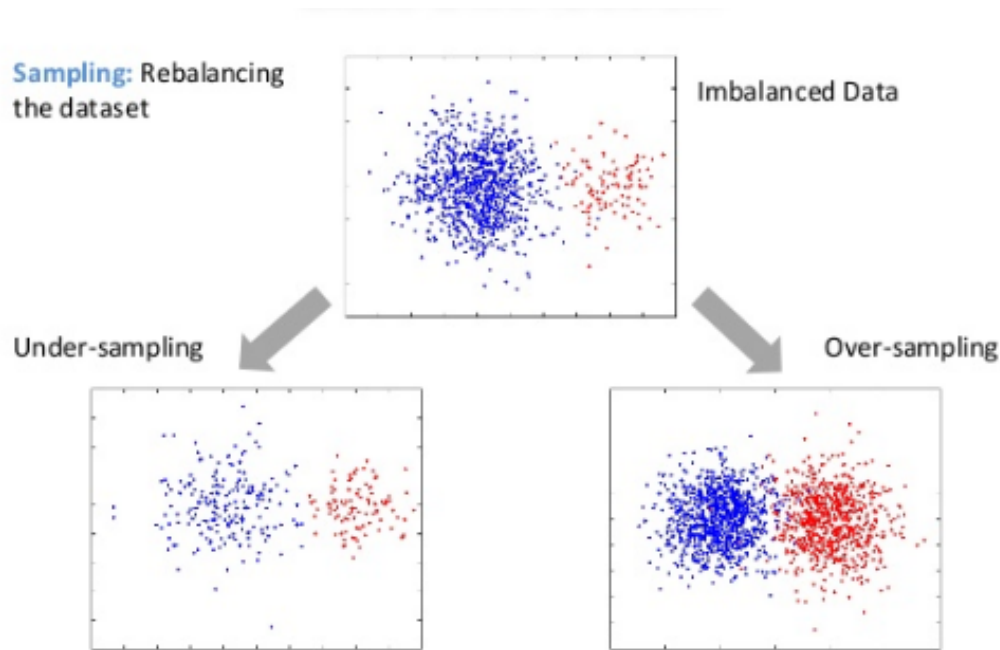 Sampling: Rebalancing
the dataset
Imbalanced Data
Under-sampling
Over-sampling